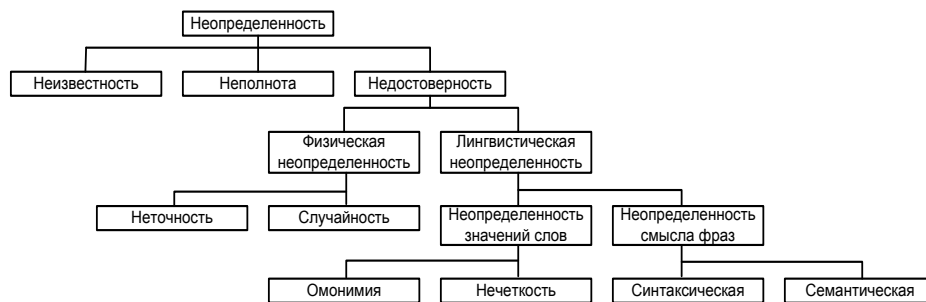 Неопределенность
Неизвестность
Неполнота
Недостоверность
Физическая
неопределенность
Лингвистическая
неопределенность
Неточность
Случайность
Неопределенность
значений слов
Неопределенность
смысла фраз
Омонимия
Нечеткость
Синтаксическая
Семантическая